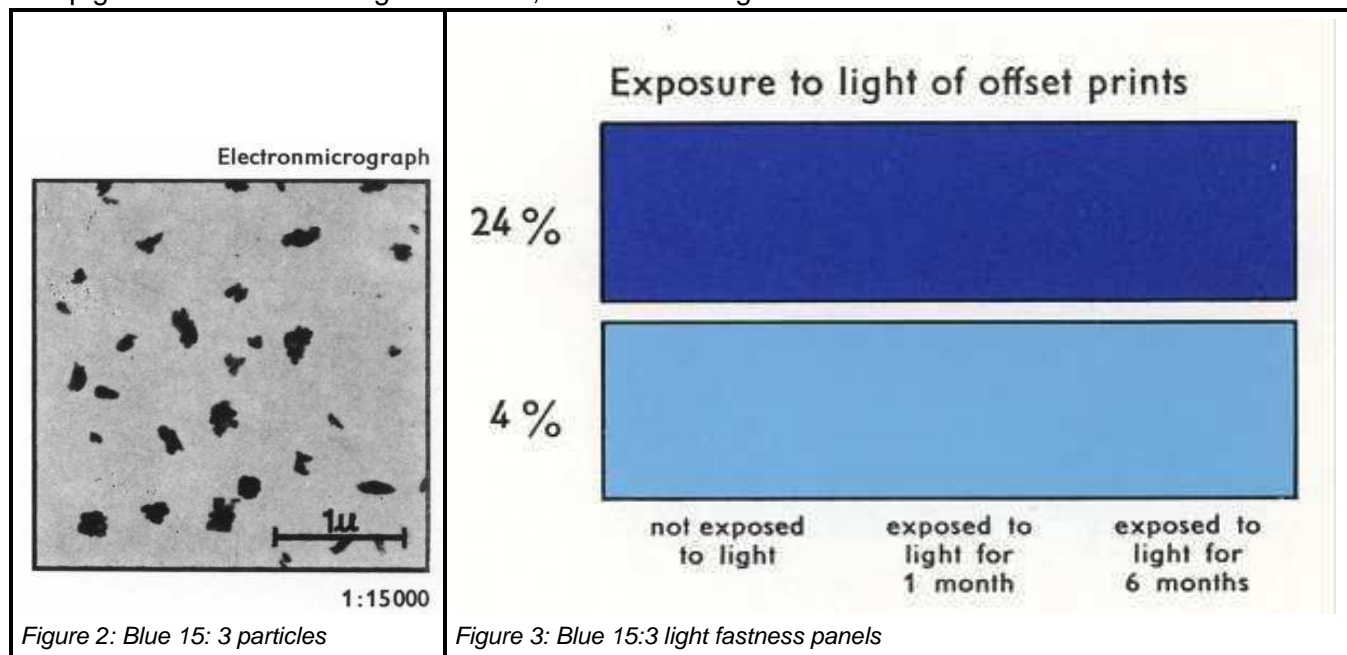 Electronmicrograph
1µ
1:15000
Figure 2: Blue 15: 3 particles
Exposure to light of offset prints
24 %
4 %
not exposed
to light
exposed to
light for
1 month
exposed to
light for
6 months
Figure 3: Blue 15:3 light fastness panels